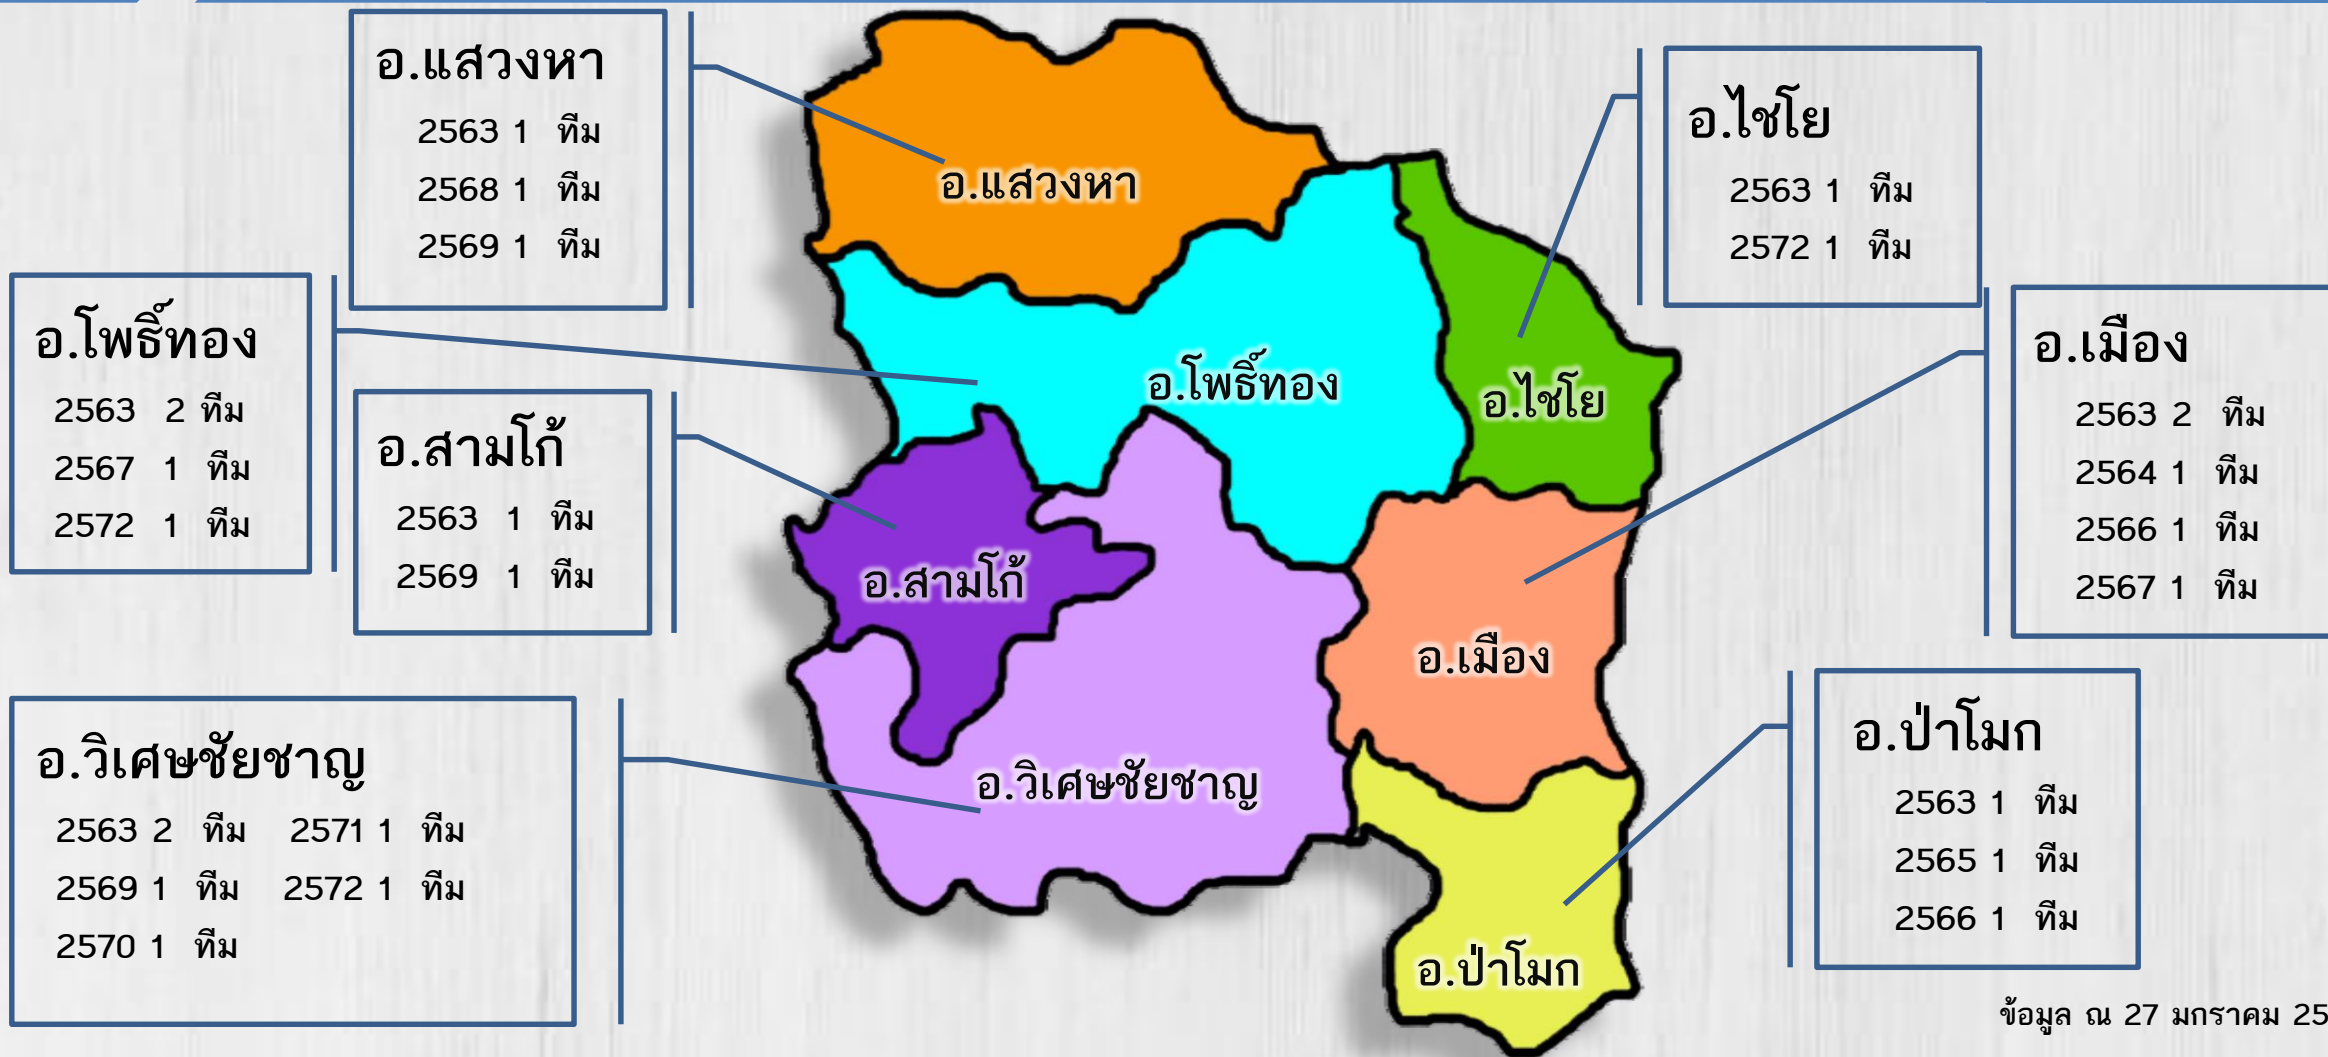 อ.แสวงหา
2563 1 ทีม
2568 1 ทีม
2569 1 ทีม
อ.ไชโย
2563 1 ทีม
2572 1 ทีม
อ.โพธิ์ทอง
2563 2 ทีม
2567 1 ทีม
2572 1 ทีม
อ.สามโก้
2563 1 ทีม
2569 1 ทีม
อ.เมือง
2563 2 ทีม
2564 1 ทีม
2566 1 ทีม
2567 1 ทีม
อ.วิเศษชัยชาญ
2563 2 ทีม 2571 1 ทีม
2569 1 ทีม 2572 1 ทีม
2570 1 ทีม
อ.ป่าโมก
2563 1 ทีม
2565 1 ทีม
2566 1 ทีม
อ.แสวงหา
อ.โพธิ์ทอง
อ.ไชโย
อ.สามโก้
อ.เมือง
อ.วิเศษชัยชาญ
อ.ป่าโมก
ข้อมูล ณ 27 มกราคม 25